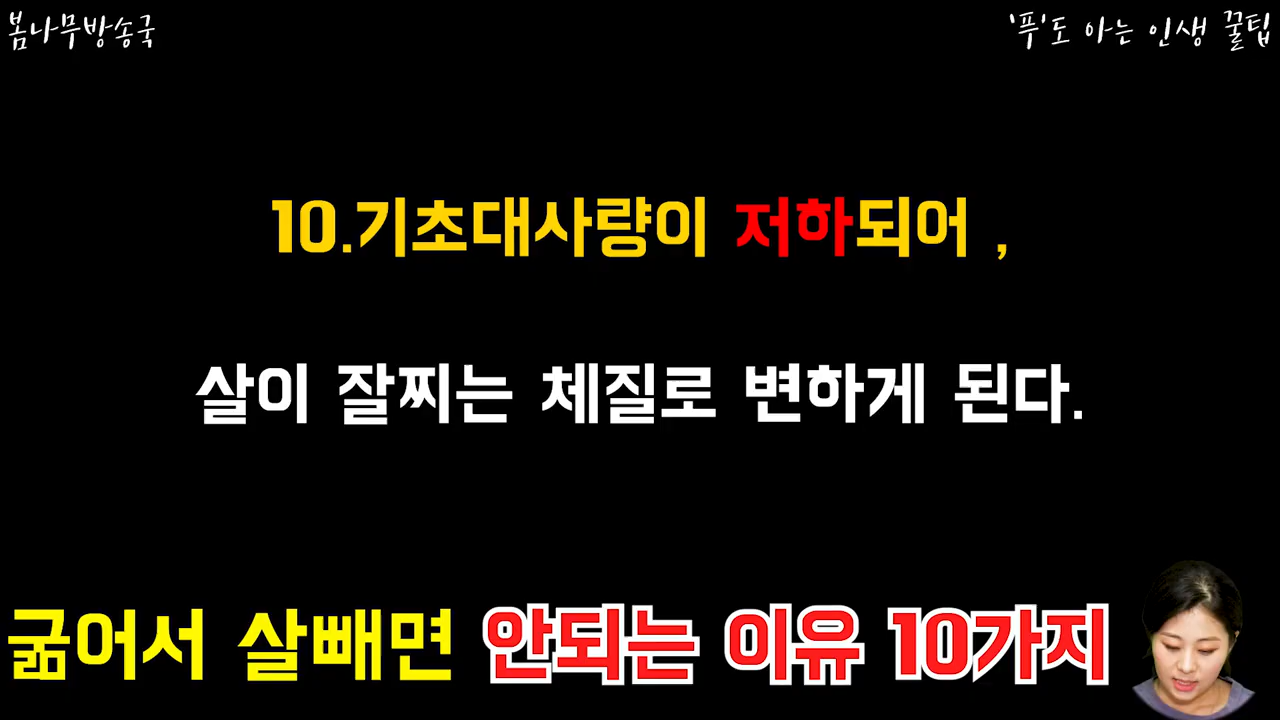 봄나무방송국
'푸'도 아는 인생 꿀팁
10.기초대사량이 저하되어 ,
살이 잘찌는 체질로 변하게 된다.
굶어서 살빼면 안되는 이유 10가지